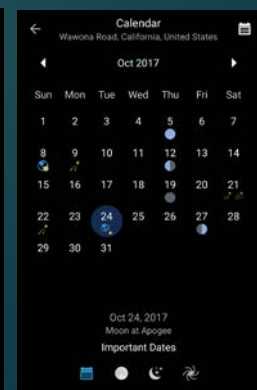 Calendar
Wawona Road, California, United States
Oct 2017
Sun Mon Tue Wed Thu Fri Sat
1 2 3 4 5 6 7
8 9 10 11 12 13 14
15 16 17 18 19 20 21
22 23 24 25 26 27 28
29 30 31
Oct 24, 2017
Moon at Apogee
Important Dates